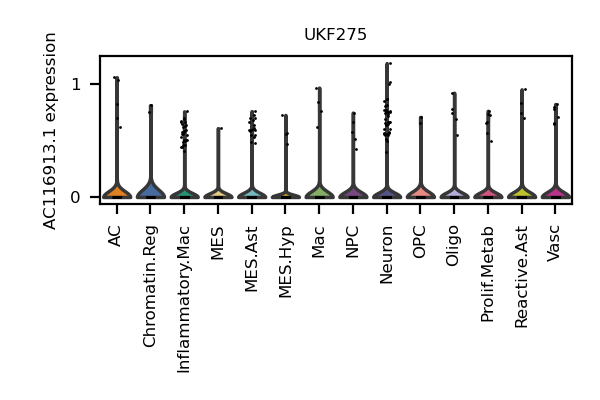 UKF275
AC116913.1 expression
1
0
AC
Chromatin.Reg
Inflammatory.Mac
MES
MES.Ast
MES.Hyp
Mac
NPC
Neuron
OPC
Oligo
Prolif.Metab
Reactive.Ast
Vasc